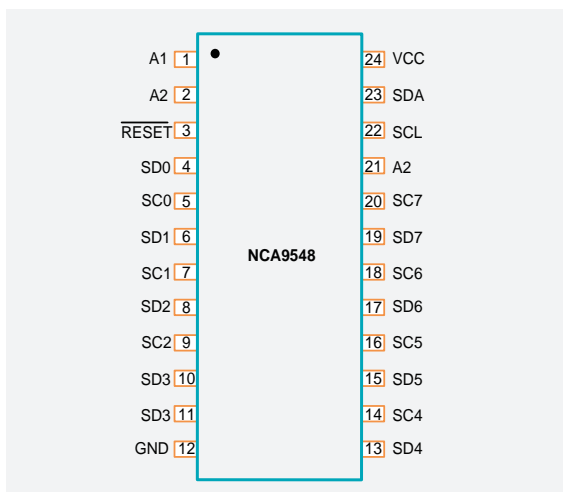 A1 1 24 VCC
A2 2 23 SDA
RESET 3 22 SCL
SD0 4 21 A2
SC0 5 20 SC7
SD1 6 19 SD7
NCA9548
SC1 7 18 SC6
SD2 8 17 SD6
SC2 9 16 SC5
SD3 10 15 SD5
SD3 11 14 SC4
GND 12 13 SD4